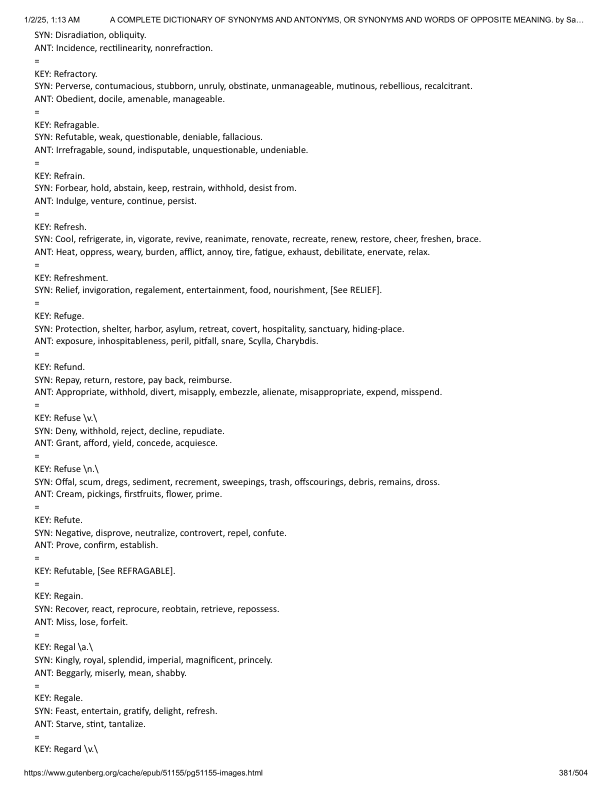 1/2/25, 1:13 AM A COMPLETE DICTIONARY OF SYNONYMS AND ANTONYMS, OR SYNONYMS AND WORDS OF OPPOSITE MEANING. by Sa…
SYN: Disradiation, obliquity.
ANT: Incidence, rectilinearity, nonrefraction.
=
KEY: Refractory.
SYN: Perverse, contumacious, stubborn, unruly, obstinate, unmanageable, mutinous, rebellious, recalcitrant.
ANT: Obedient, docile, amenable, manageable.
=
KEY: Refragable.
SYN: Refutable, weak, questionable, deniable, fallacious.
ANT: Irrefragable, sound, indisputable, unquestionable, undeniable.
=
KEY: Refrain.
SYN: Forbear, hold, abstain, keep, restrain, withhold, desist from.
ANT: Indulge, venture, continue, persist.
=
KEY: Refresh.
SYN: Cool, refrigerate, in, vigorate, revive, reanimate, renovate, recreate, renew, restore, cheer, freshen, brace.
ANT: Heat, oppress, weary, burden, afflict, annoy, tire, fatigue, exhaust, debilitate, enervate, relax.
=
KEY: Refreshment.
SYN: Relief, invigoration, regalement, entertainment, food, nourishment, [See RELIEF].
=
KEY: Refuge.
SYN: Protection, shelter, harbor, asylum, retreat, covert, hospitality, sanctuary, hiding-place.
ANT: exposure, inhospitableness, peril, pitfall, snare, Scylla, Charybdis.
=
KEY: Refund.
SYN: Repay, return, restore, pay back, reimburse.
ANT: Appropriate, withhold, divert, misapply, embezzle, alienate, misappropriate, expend, misspend.
=
KEY: Refuse \v.\
SYN: Deny, withhold, reject, decline, repudiate.
ANT: Grant, afford, yield, concede, acquiesce.
=
KEY: Refuse \n.\
SYN: Offal, scum, dregs, sediment, recrement, sweepings, trash, offscourings, debris, remains, dross.
ANT: Cream, pickings, firstfruits, flower, prime.
=
KEY: Refute.
SYN: Negative, disprove, neutralize, controvert, repel, confute.
ANT: Prove, confirm, establish.
=
KEY: Refutable, [See REFRAGABLE].
=
KEY: Regain.
SYN: Recover, react, reprocure, reobtain, retrieve, repossess.
ANT: Miss, lose, forfeit.
=
KEY: Regal \a.\
SYN: Kingly, royal, splendid, imperial, magnificent, princely.
ANT: Beggarly, miserly, mean, shabby.
=
KEY: Regale.
SYN: Feast, entertain, gratify, delight, refresh.
ANT: Starve, stint, tantalize.
=
KEY: Regard \v.\
https://www.gutenberg.org/cache/epub/51155/pg51155-images.html 381/504